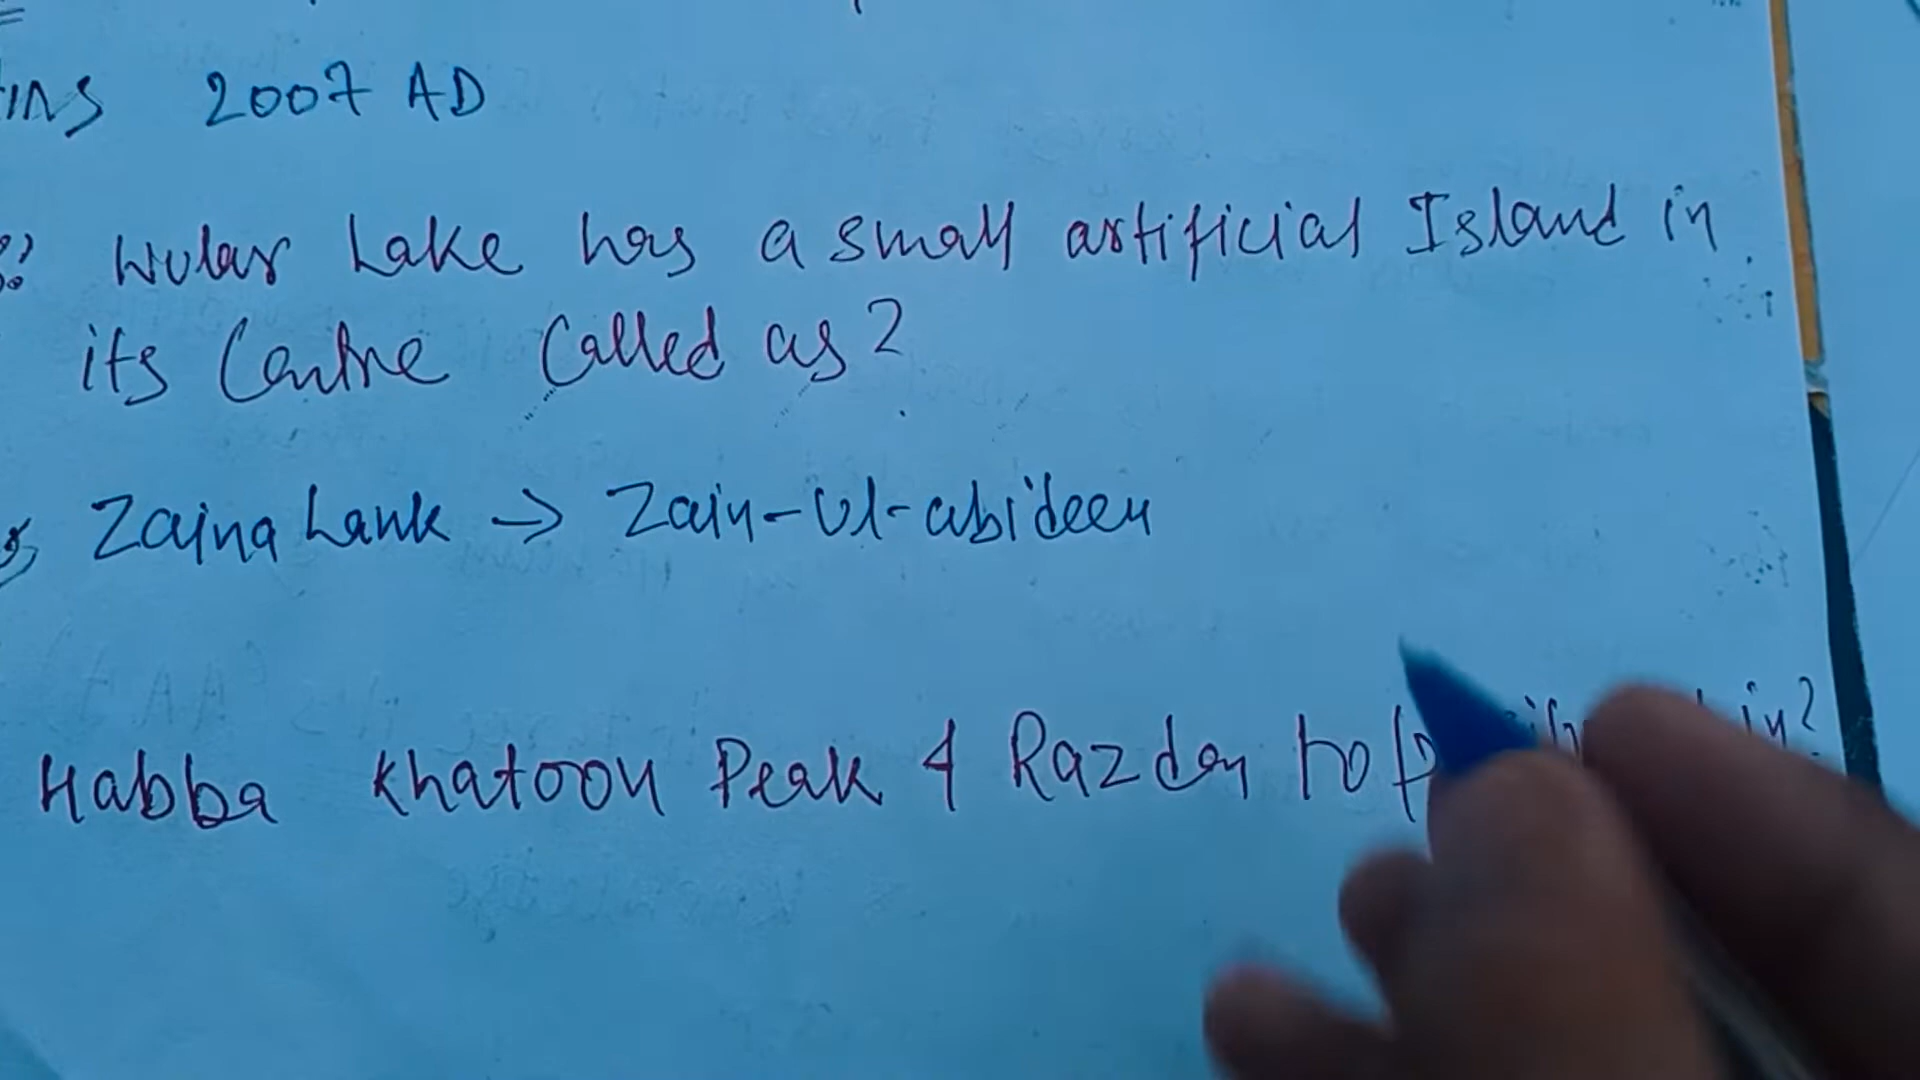 ins 2007 AD
Wular Lake has a small artificial Island in
its Centre Called as?
Zaina Lank → Zain-Ul-abideen
Habba Khatoon Peak & Razdan top in?